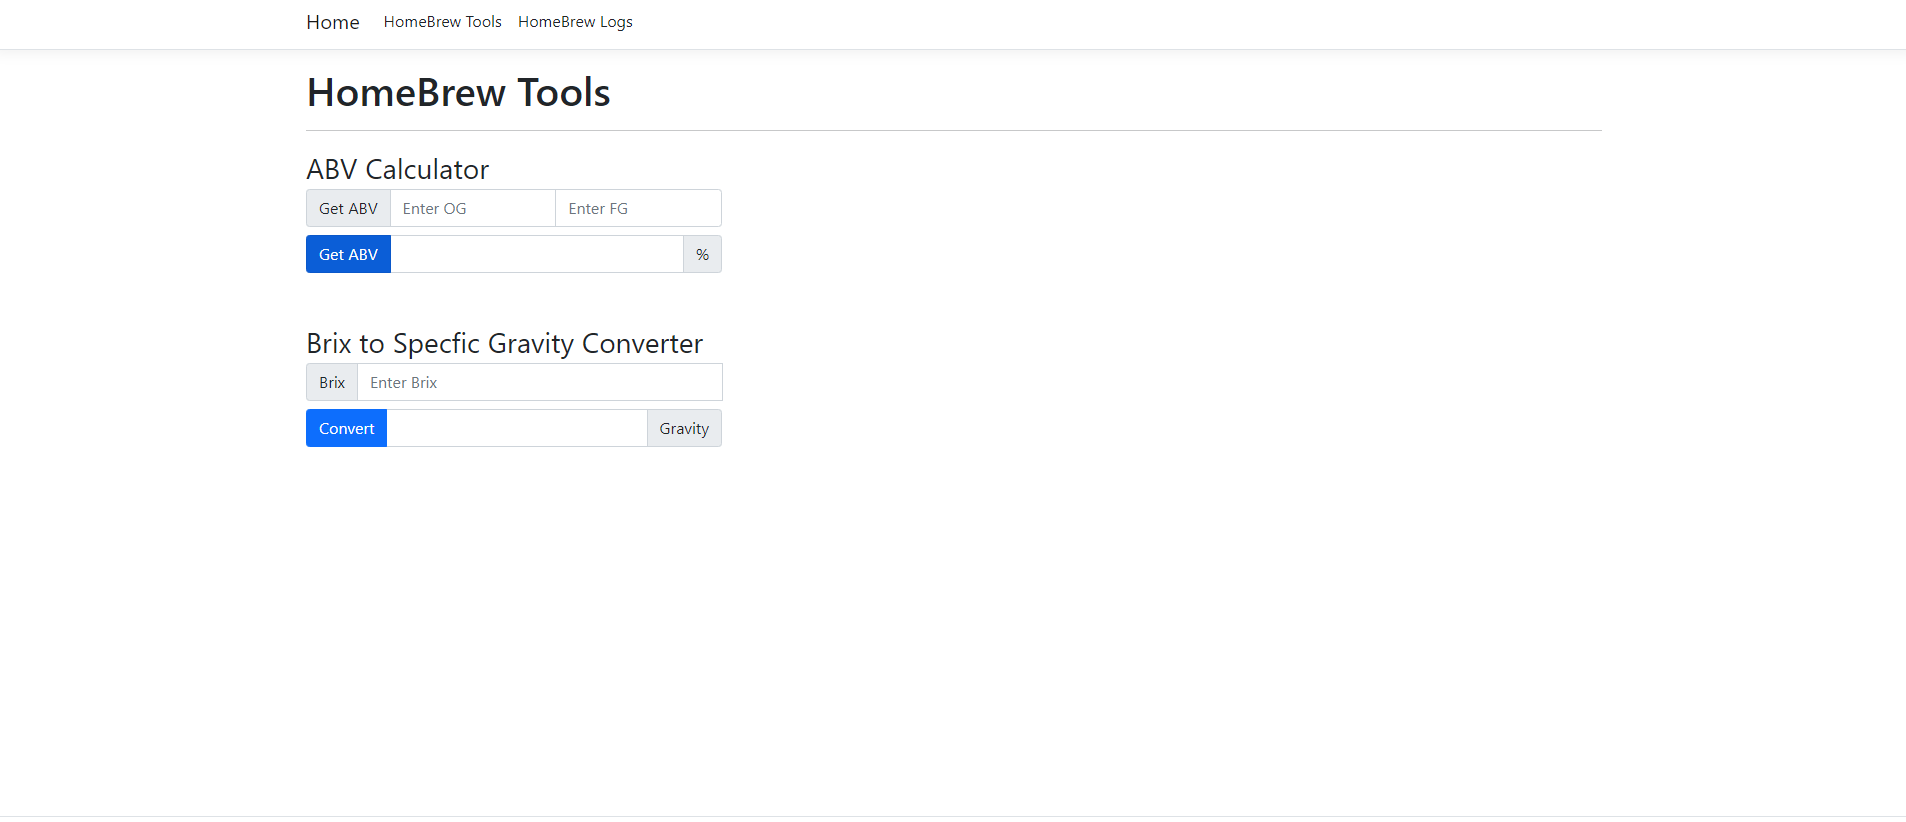 Home HomeBrew Tools HomeBrew Logs
HomeBrew Tools
ABV Calculator
Get ABV Enter OG Enter FG
Get ABV %
Brix to Specfic Gravity Converter
Brix Enter Brix
Convert Gravity